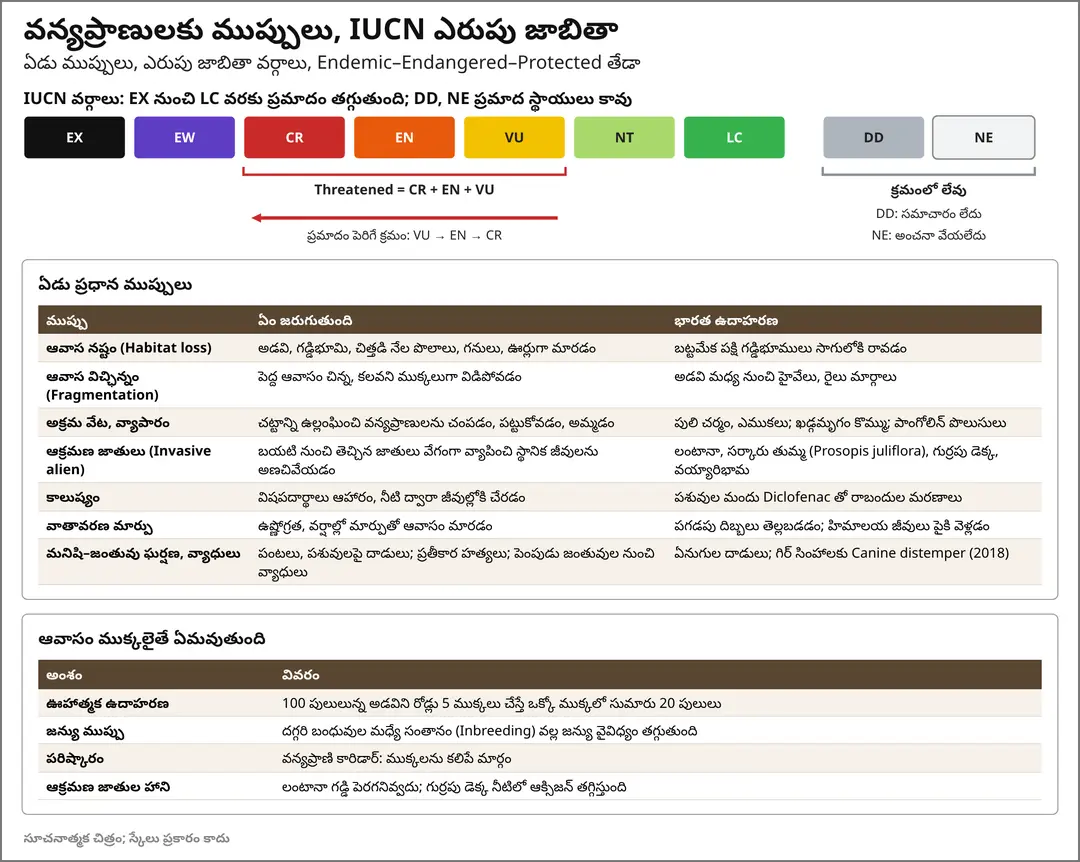 వన్యప్రాణులకు ముప్పులు, IUCN ఎరుపు జాబితా
ఏడు ముప్పులు, ఎరుపు జాబితా వర్గాలు, Endemic–Endangered–Protected తేడా
IUCN వర్గాలు: EX నుంచి LC వరకు ప్రమాదం తగ్గుతుంది; DD, NE ప్రమాద స్థాయులు కావు
EX EW CR EN VU NT LC DD NE
Threatened = CR + EN + VU
ప్రమాదం పెరిగే క్రమం: VU → EN → CR
క్రమంలో లేవు
DD: సమాచారం లేదు
NE: అంచనా వేయలేదు
ఏడు ప్రధాన ముప్పులు
ముప్పు ఏం జరుగుతుంది భారత ఉదాహరణ
ఆవాస నష్టం (Habitat loss) అడవి, గడ్డిభూమి, చిత్తడి నేల పొలాలు, గనులు, ఊర్లుగా మారడం బట్టమేక పక్షి గడ్డిభూములు సాగులోకి రావడం
ఆవాస విచ్ఛిన్నం (Fragmentation) పెద్ద ఆవాసం చిన్న, కలవని ముక్కలుగా విడిపోవడం అడవి మధ్య నుంచి హైవేలు, రైలు మార్గాలు
అక్రమ వేట, వ్యాపారం చట్టాన్ని ఉల్లంఘించి వన్యప్రాణులను చంపడం, పట్టుకోవడం, అమ్మడం పులి చర్మం, ఎముకలు; ఖడ్గమృగం కొమ్ము; పాంగోలిన్ పొలుసులు
ఆక్రమణ జాతులు (Invasive alien) బయటి నుంచి తెచ్చిన జాతులు వేగంగా వ్యాపించి స్థానిక జీవులను అణచివేయడం లంటానా, సర్కారు తుమ్మ (Prosopis juliflora), గుర్రపు డెక్క, వయ్యారిభామ
కాలుష్యం విషపదార్థాలు ఆహారం, నీటి ద్వారా జీవుల్లోకి చేరడం పశువుల మందు Diclofenac తో రాబందుల మరణాలు
వాతావరణ మార్పు ఉష్ణోగ్రత, వర్షాల్లో మార్పుతో ఆవాసం మారడం పగడపు దిబ్బలు తెల్లబడడం; హిమాలయ జీవులు పైకి వెళ్లడం
మనిషి–జంతువు ఘర్షణ, వ్యాధులు పంటలు, పశువులపై దాడులు; ప్రతీకార హత్యలు; పెంపుడు జంతువుల నుంచి వ్యాధులు ఏనుగుల దాడులు; గిర్ సింహాలకు Canine distemper (2018)
ఆవాసం ముక్కలైతే ఏమవుతుంది
అంశం వివరం
ఊహాత్మక ఉదాహరణ 100 పులులున్న అడవిని రోడ్లు 5 ముక్కలు చేస్తే ఒక్కో ముక్కలో సుమారు 20 పులులు
జన్యు ముప్పు దగ్గరి బంధువుల మధ్యే సంతానం (Inbreeding) వల్ల జన్యు వైవిధ్యం తగ్గుతుంది
పరిష్కారం వన్యప్రాణి కారిడార్: ముక్కలను కలిపే మార్గం
ఆక్రమణ జాతుల హాని లంటానా గడ్డి పెరగనివ్వదు; గుర్రపు డెక్క నీటిలో ఆక్సిజన్ తగ్గిస్తుంది
సూచనాత్మక చిత్రం; స్కేలు ప్రకారం కాదు